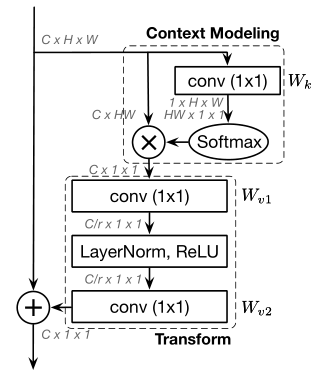 Context Modeling
C x H x W
conv (1x1) W_k
1 x H x W
C x HW HW x 1 x 1
× Softmax
C x 1 x 1
conv (1x1) W_{v1}
C/r x 1 x 1
LayerNorm, ReLU
C/r x 1 x 1
+ conv (1x1) W_{v2}
C x 1 x 1
Transform